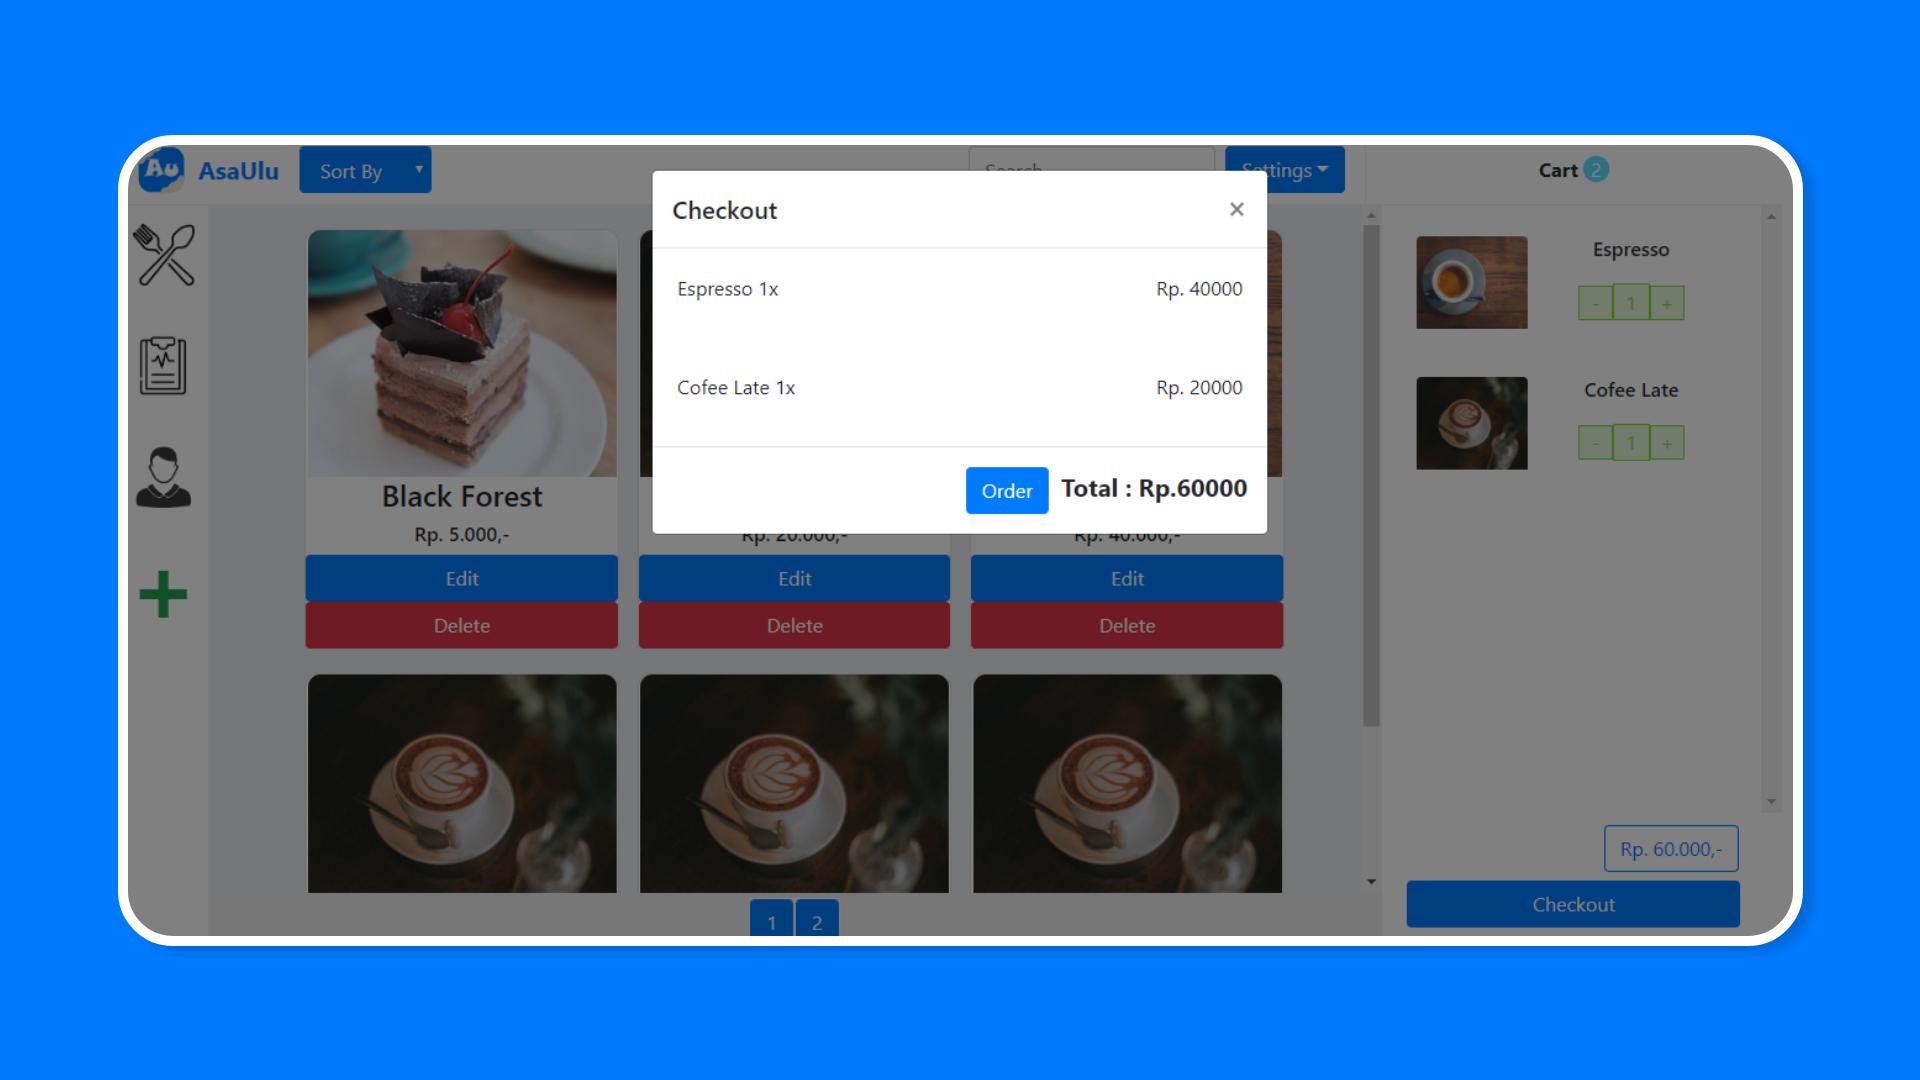 Au AsaUlu
Sort By
Search
Settings
Cart 2
Checkout
×
Espresso 1x
Rp. 40000
Cofee Late 1x
Rp. 20000
Order
Total : Rp.60000
Black Forest
Rp. 5.000,-
Rp. 20.000,-
Rp. 40.000,-
Edit
Edit
Edit
Delete
Delete
Delete
1 2
Espresso
- 1 +
Cofee Late
- 1 +
Rp. 60.000,-
Checkout